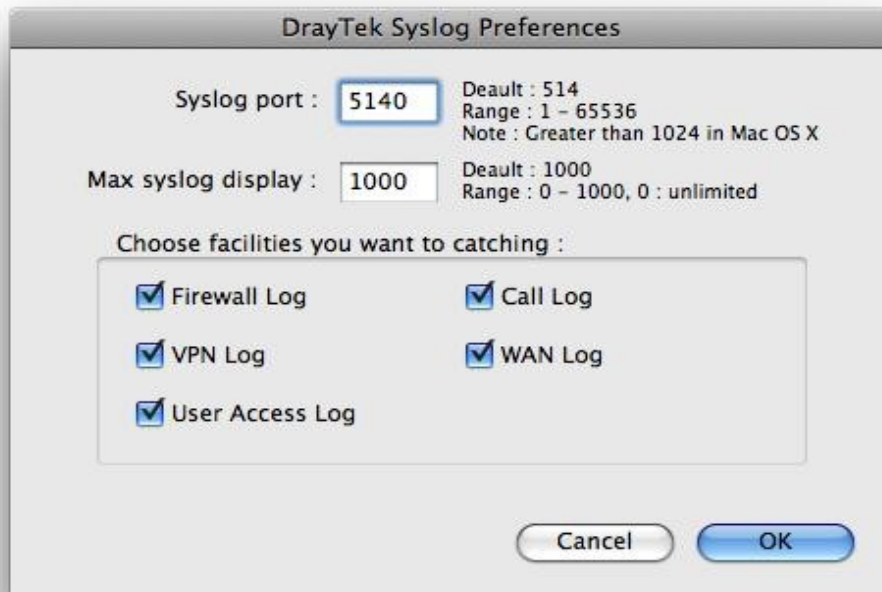 DrayTek Syslog Preferences
Syslog port : 5140
Deault : 514
Range : 1 – 65536
Note : Greater than 1024 in Mac OS X
Max syslog display : 1000
Deault : 1000
Range : 0 – 1000, 0 : unlimited
Choose facilities you want to catching :
Firewall Log
Call Log
VPN Log
WAN Log
User Access Log
Cancel
OK